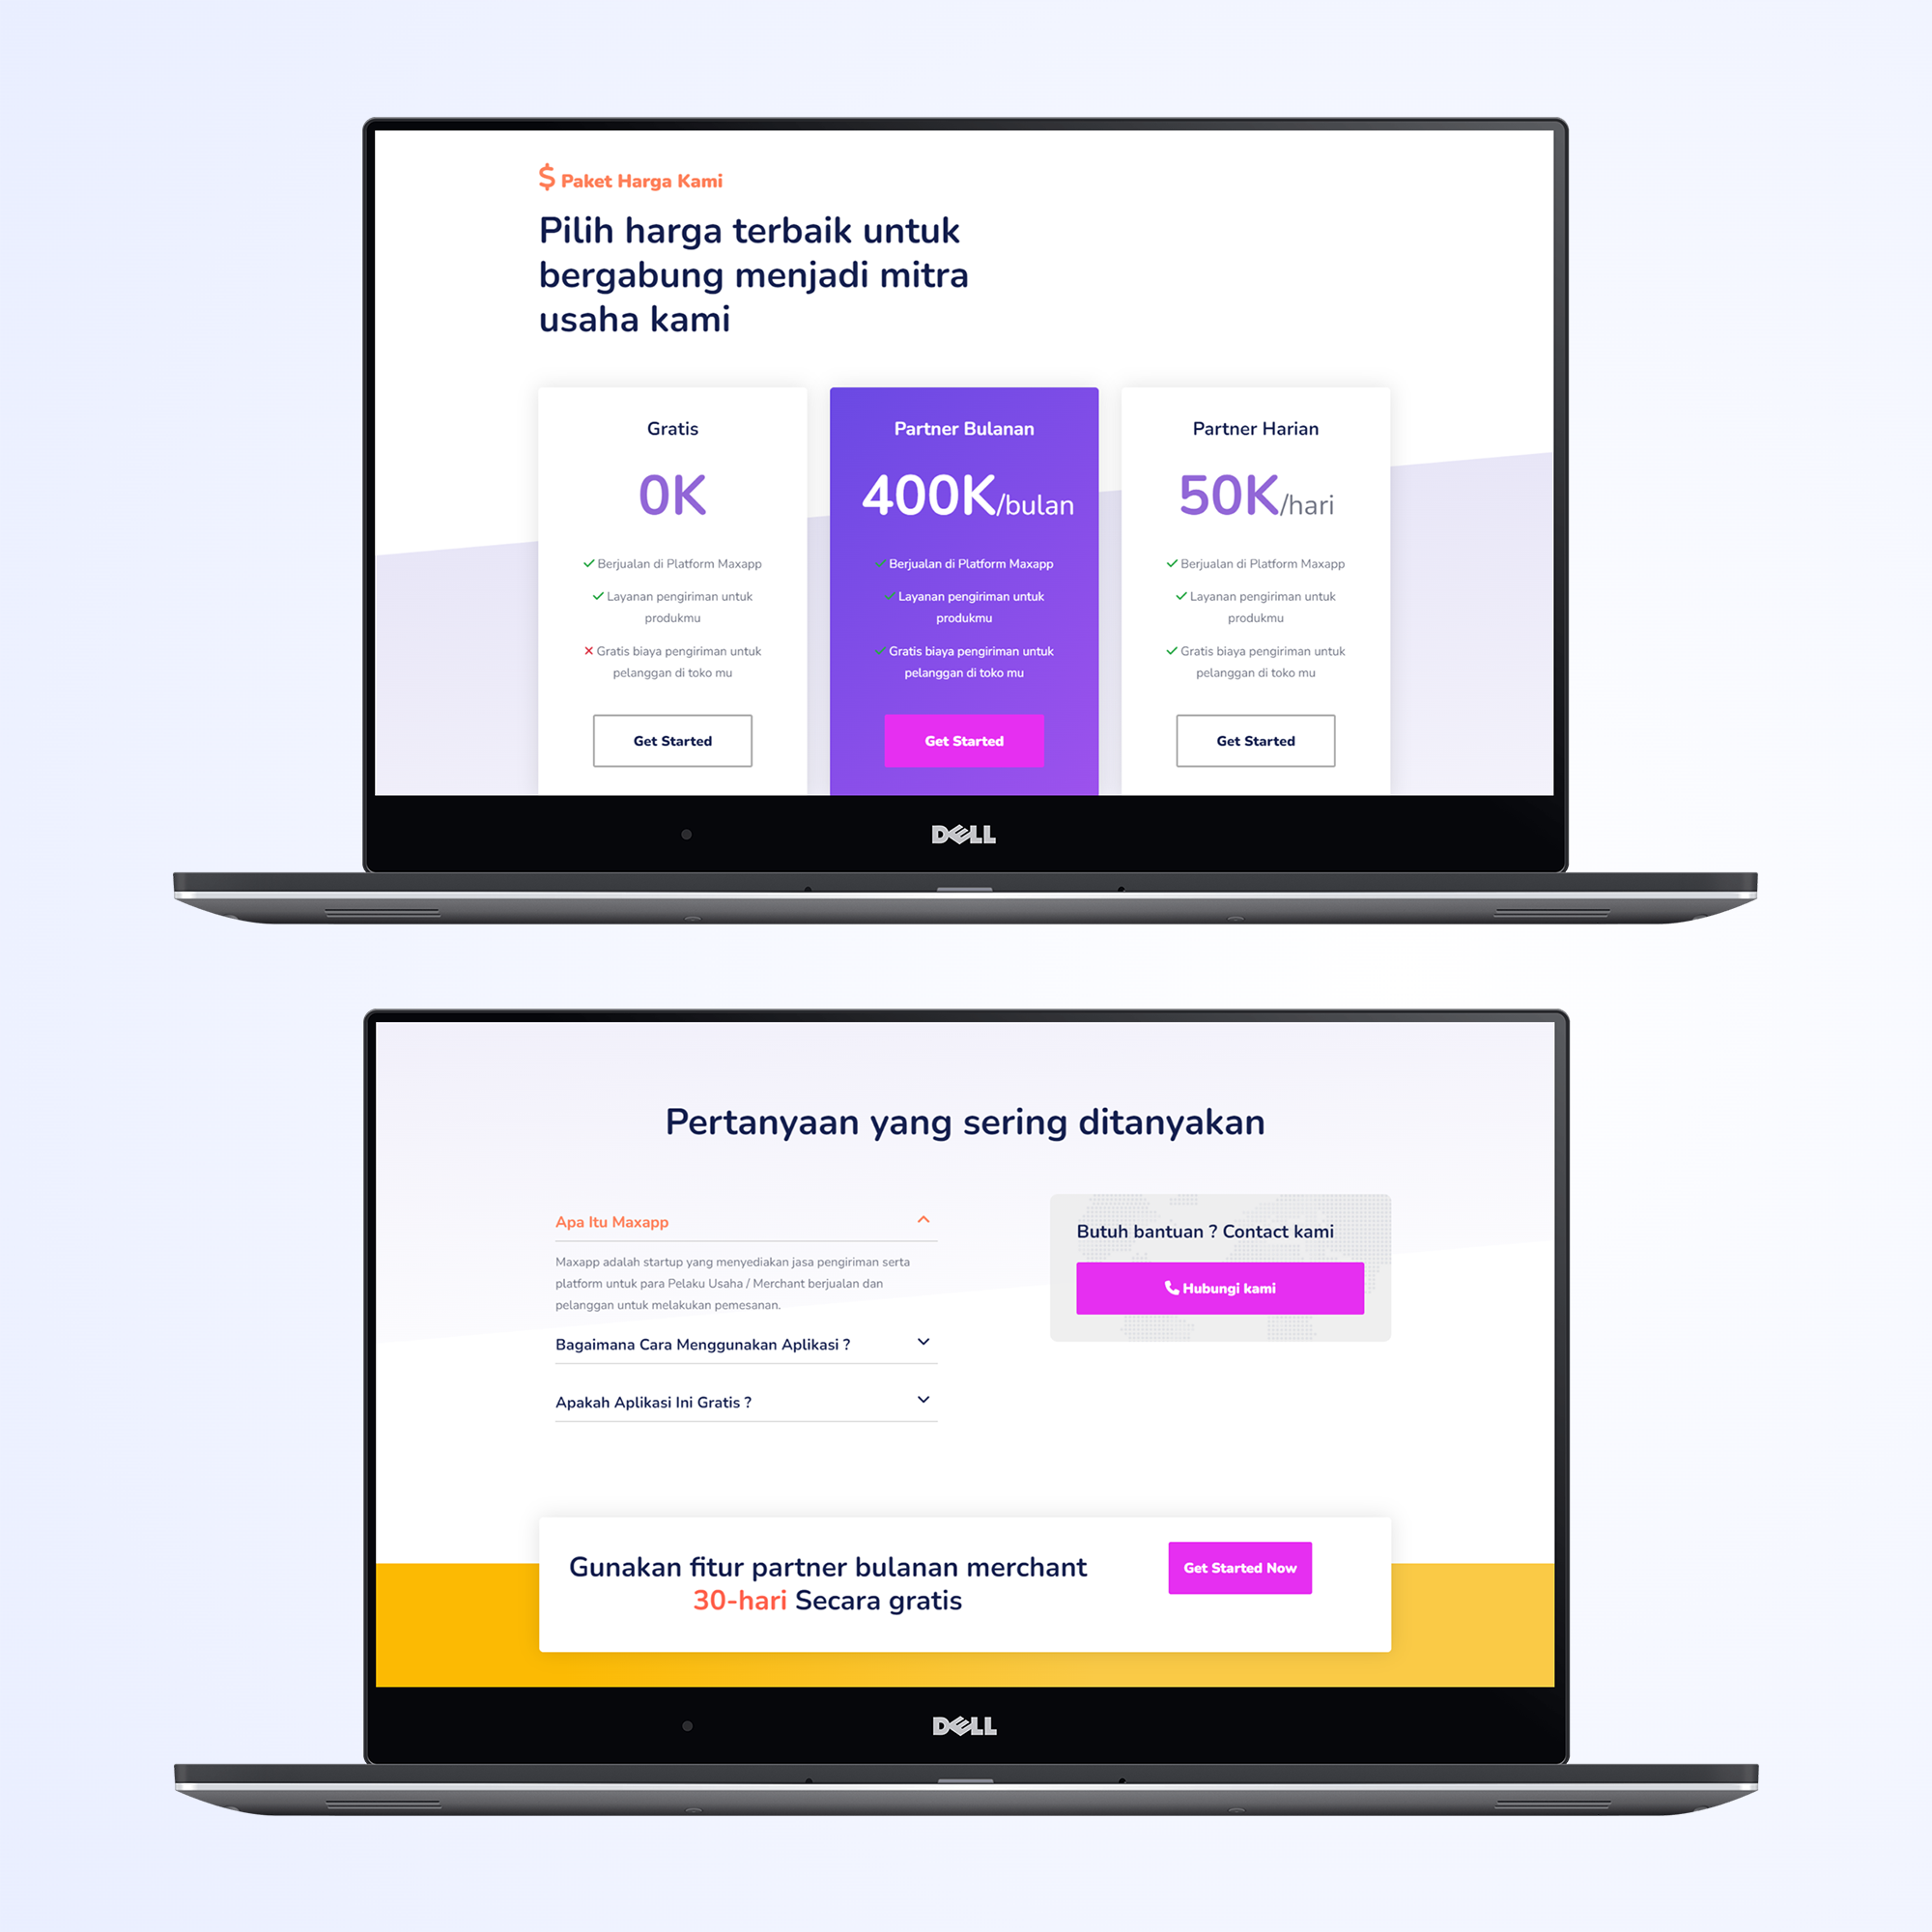 $ Paket Harga Kami
Pilih harga terbaik untuk
bergabung menjadi mitra
usaha kami
Gratis
0K
Berjualan di Platform Maxapp
Layanan pengiriman untuk
produkmu
Gratis biaya pengiriman untuk
pelanggan di toko mu
Get Started
Partner Bulanan
400K/bulan
Berjualan di Platform Maxapp
Layanan pengiriman untuk
produkmu
Gratis biaya pengiriman untuk
pelanggan di toko mu
Get Started
Partner Harian
50K/hari
Berjualan di Platform Maxapp
Layanan pengiriman untuk
produkmu
Gratis biaya pengiriman untuk
pelanggan di toko mu
Get Started
DELL
Pertanyaan yang sering ditanyakan
Apa Itu Maxapp
Maxapp adalah startup yang menyediakan jasa pengiriman serta
platform untuk para Pelaku Usaha / Merchant berjualan dan
pelanggan untuk melakukan pemesanan.
Bagaimana Cara Menggunakan Aplikasi ?
Apakah Aplikasi Ini Gratis ?
Butuh bantuan ? Contact kami
Hubungi kami
Gunakan fitur partner bulanan merchant
30-hari Secara gratis
Get Started Now
DELL